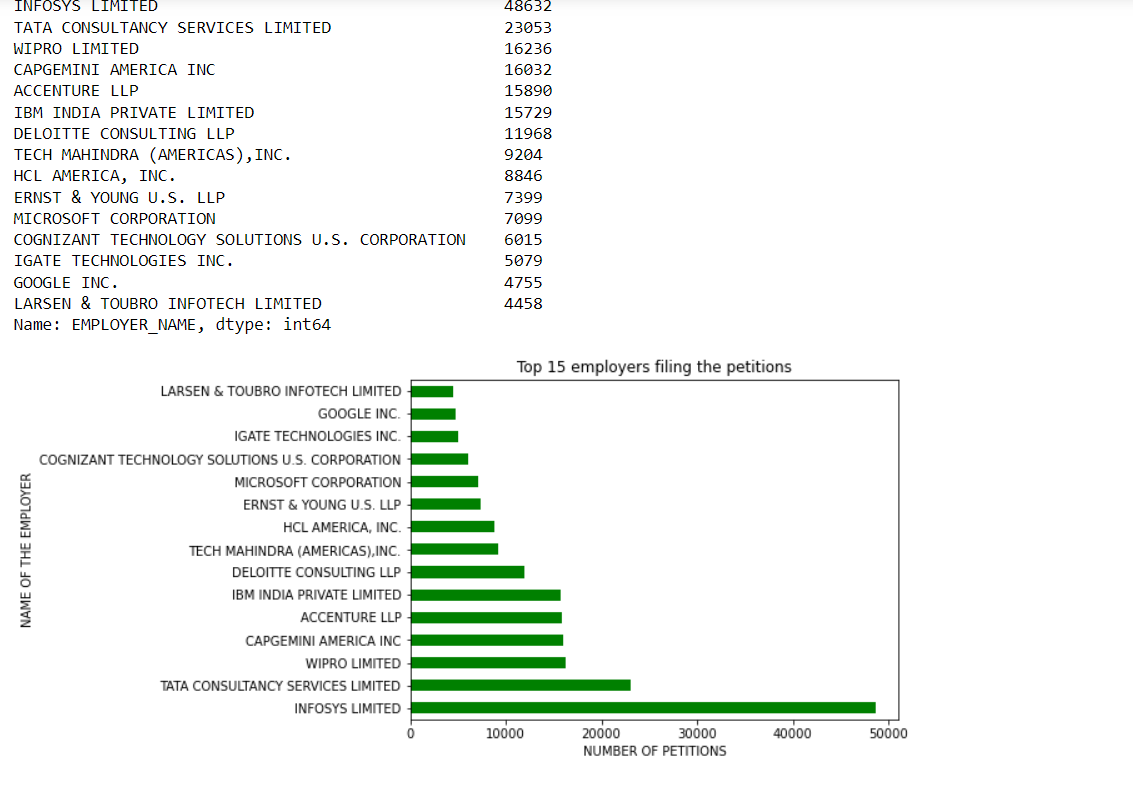 INFOSYS LIMITED 48632
TATA CONSULTANCY SERVICES LIMITED 23053
WIPRO LIMITED 16236
CAPGEMINI AMERICA INC 16032
ACCENTURE LLP 15890
IBM INDIA PRIVATE LIMITED 15729
DELOITTE CONSULTING LLP 11968
TECH MAHINDRA (AMERICAS),INC. 9204
HCL AMERICA, INC. 8846
ERNST & YOUNG U.S. LLP 7399
MICROSOFT CORPORATION 7099
COGNIZANT TECHNOLOGY SOLUTIONS U.S. CORPORATION 6015
IGATE TECHNOLOGIES INC. 5079
GOOGLE INC. 4755
LARSEN & TOUBRO INFOTECH LIMITED 4458
Name: EMPLOYER_NAME, dtype: int64
Top 15 employers filing the petitions
NAME OF THE EMPLOYER
LARSEN & TOUBRO INFOTECH LIMITED
GOOGLE INC.
IGATE TECHNOLOGIES INC.
COGNIZANT TECHNOLOGY SOLUTIONS U.S. CORPORATION
MICROSOFT CORPORATION
ERNST & YOUNG U.S. LLP
HCL AMERICA, INC.
TECH MAHINDRA (AMERICAS),INC.
DELOITTE CONSULTING LLP
IBM INDIA PRIVATE LIMITED
ACCENTURE LLP
CAPGEMINI AMERICA INC
WIPRO LIMITED
TATA CONSULTANCY SERVICES LIMITED
INFOSYS LIMITED
0 10000 20000 30000 40000 50000
NUMBER OF PETITIONS